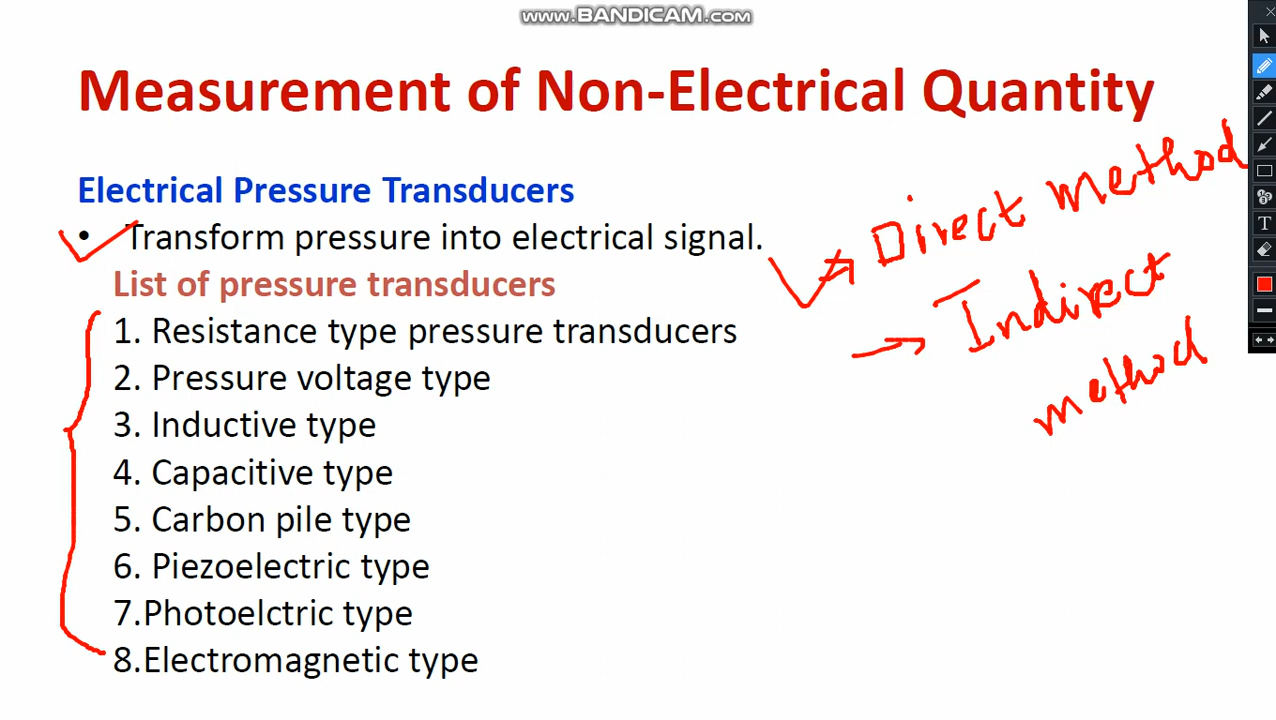 www.BANDICAM.com
Measurement of Non-Electrical Quantity
Electrical Pressure Transducers
• Transform pressure into electrical signal.
List of pressure transducers
1. Resistance type pressure transducers
2. Pressure voltage type
3. Inductive type
4. Capacitive type
5. Carbon pile type
6. Piezoelectric type
7.Photoelctric type
8.Electromagnetic type
→ Direct method
→ Indirect
method
T